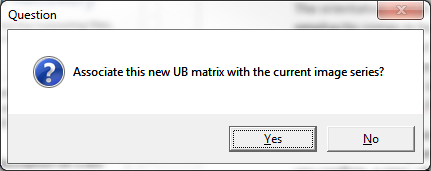 Question
Associate this new UB matrix with the current image series?
Yes
No